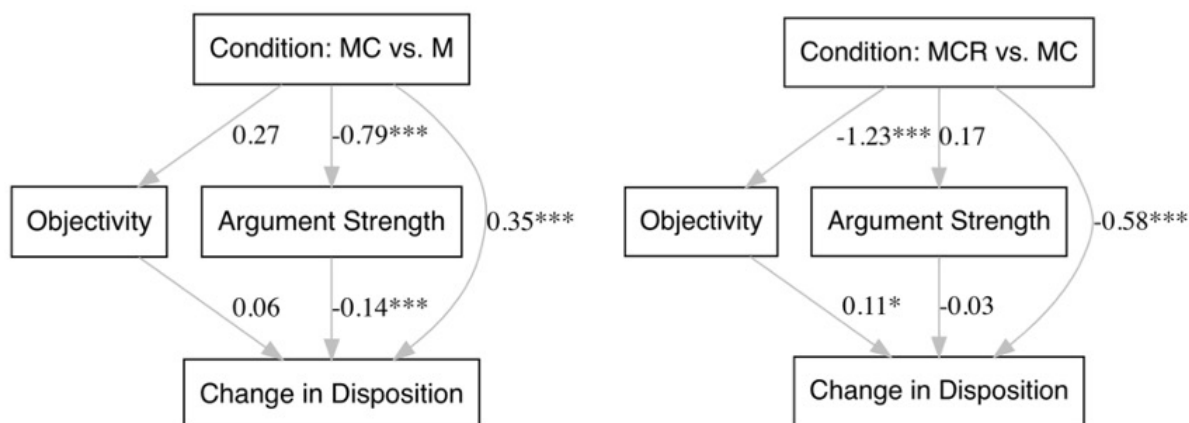 Condition: MC vs. M
0.27
-0.79***
Objectivity
Argument Strength
0.35***
0.06
-0.14***
Change in Disposition
Condition: MCR vs. MC
-1.23***
0.17
Objectivity
Argument Strength
-0.58***
0.11*
-0.03
Change in Disposition